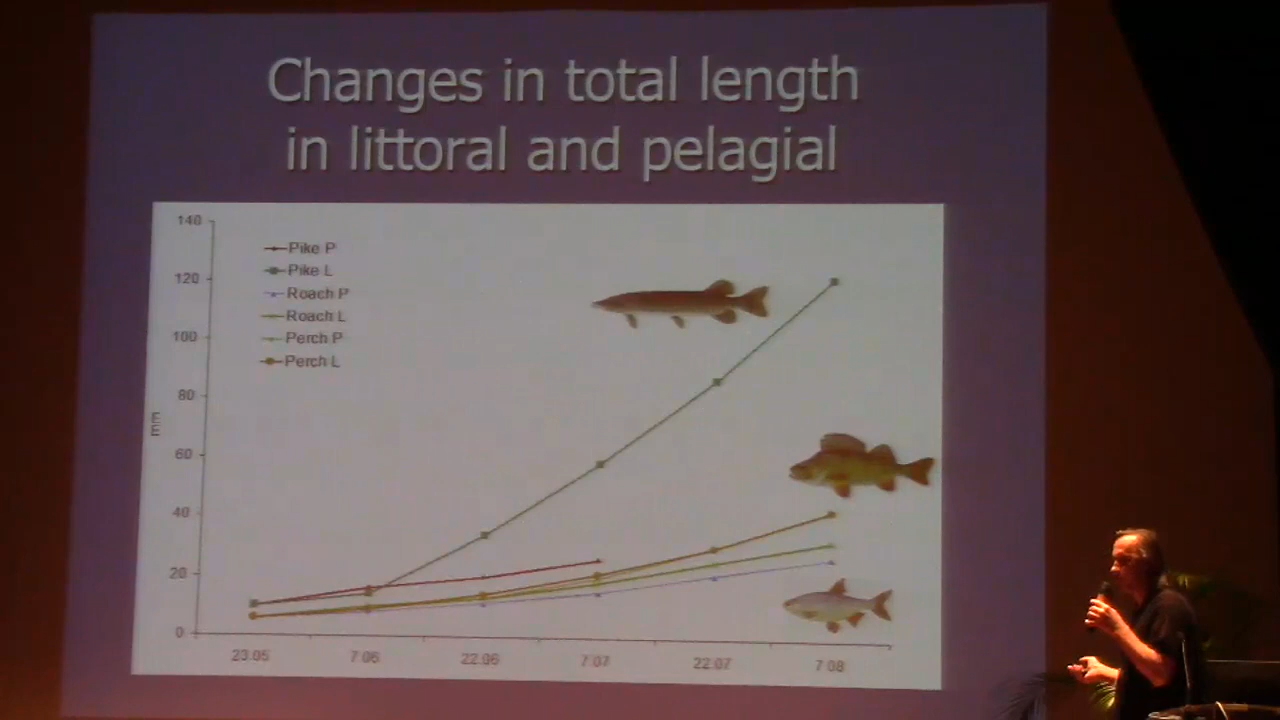 Changes in total length
in littoral and pelagial
140
120
100
80
60
40
20
0
mm
Pike P
Pike L
Roach P
Roach L
Perch P
Perch L
23.05
7.06
22.06
7.07
22.07
7.08